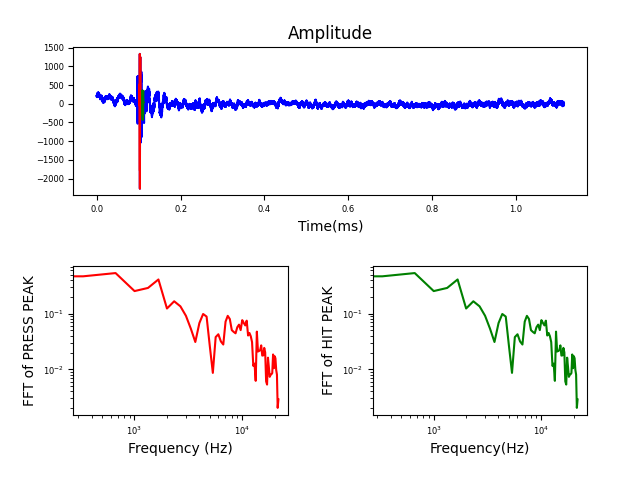 Amplitude
1500
1000
500
0
−500
−1000
−1500
−2000
0.0 0.2 0.4 0.6 0.8 1.0
Time(ms)
FFT of PRESS PEAK
10⁻¹
10⁻²
10³ 10⁴
Frequency (Hz)
FFT of HIT PEAK
10⁻¹
10⁻²
10³ 10⁴
Frequency(Hz)